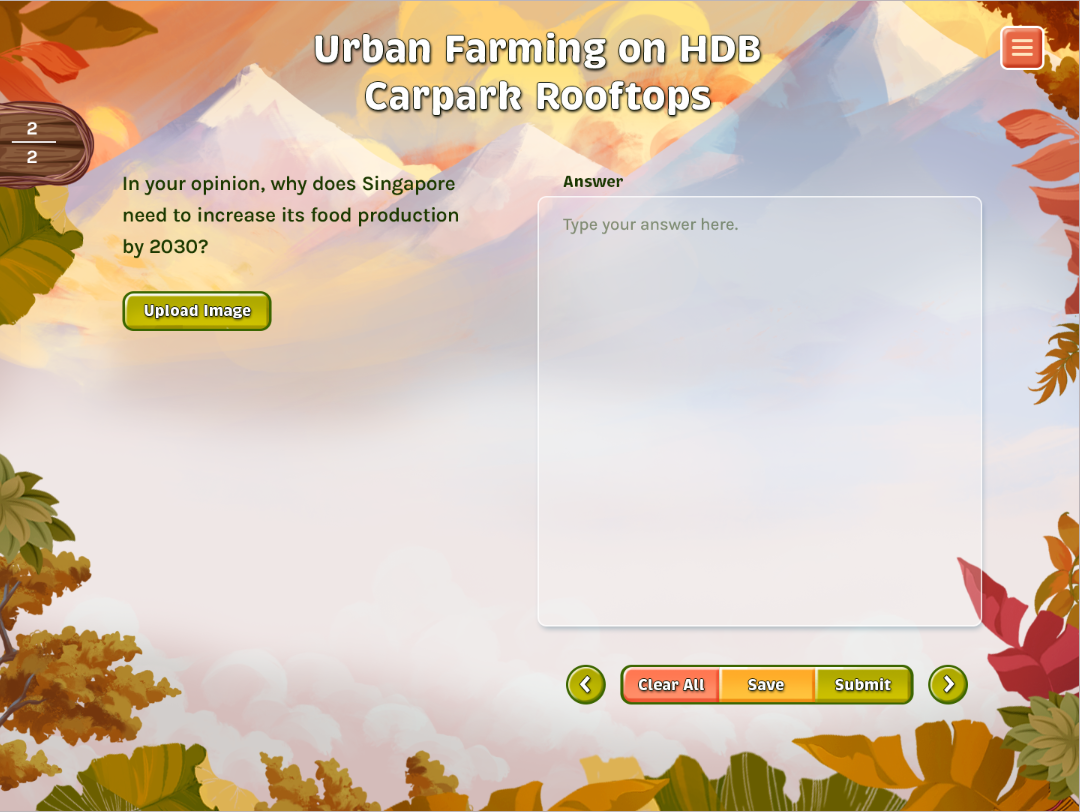 Urban Farming on HDB
Carpark Rooftops
2
2
In your opinion, why does Singapore
need to increase its food production
by 2030?
Upload Image
Answer
Type your answer here.
Clear All
Save
Submit